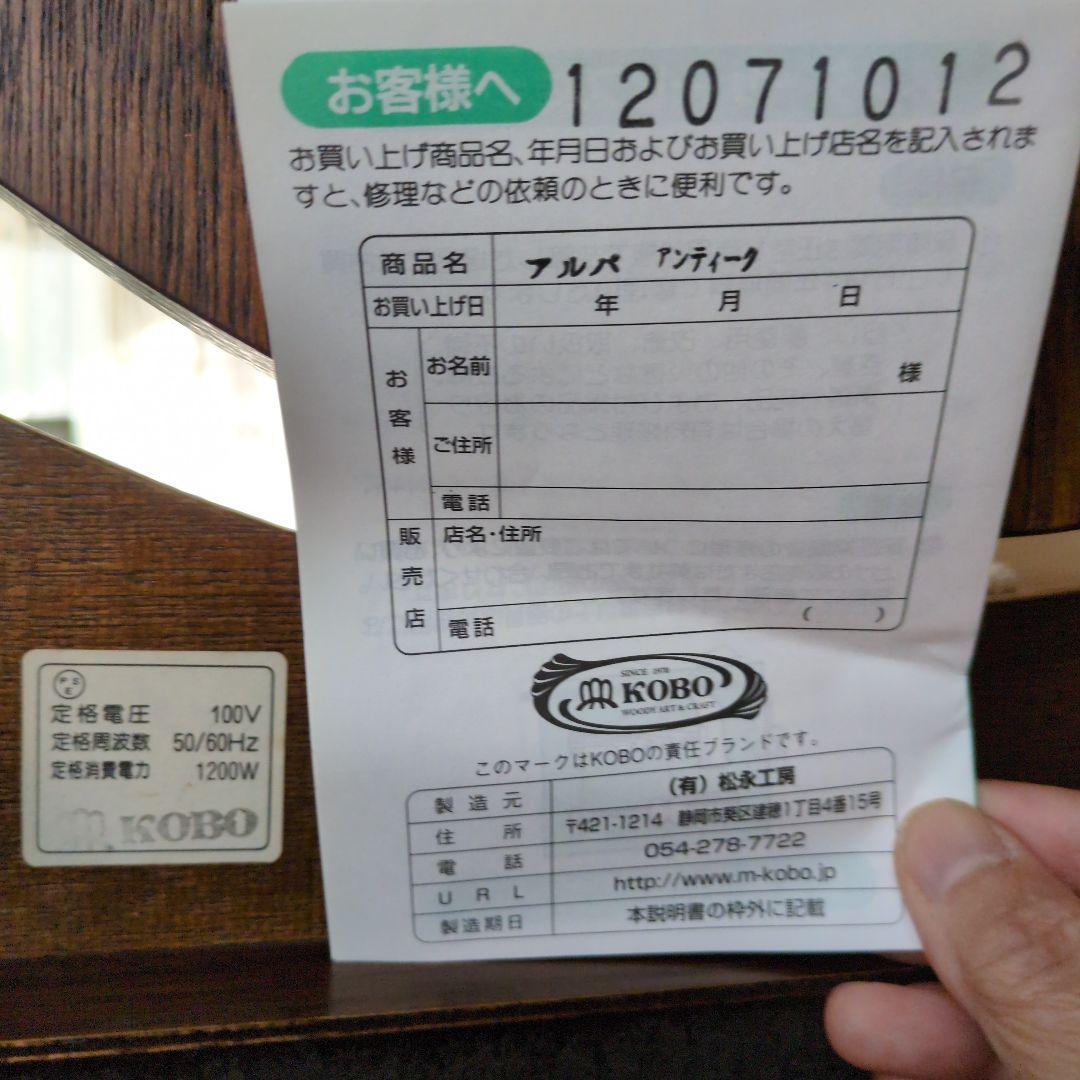 お客様へ 12071012
お買い上げ商品名、年月日およびお買い上げ店名を記入されま
すと、修理などの依頼のときに便利です。
商品名 アルパ アンティーク
お買い上げ日 年 月 日
お客様
お名前 様
ご住所
電話
販売店
店名・住所
電話 ( )
SINCE 1978
KOBO
WOODY ART & CRAFT
このマークはKOBOの責任ブランドです。
製造元 (有)松永工房
住所 〒421-1214 静岡市葵区建穂1丁目4番15号
電話 054-278-7722
URL http://www.m-kobo.jp
製造期日 本説明書の枠外に記載
PSE
定格電圧 100V
定格周波数 50/60Hz
定格消費電力 1200W
KOBO